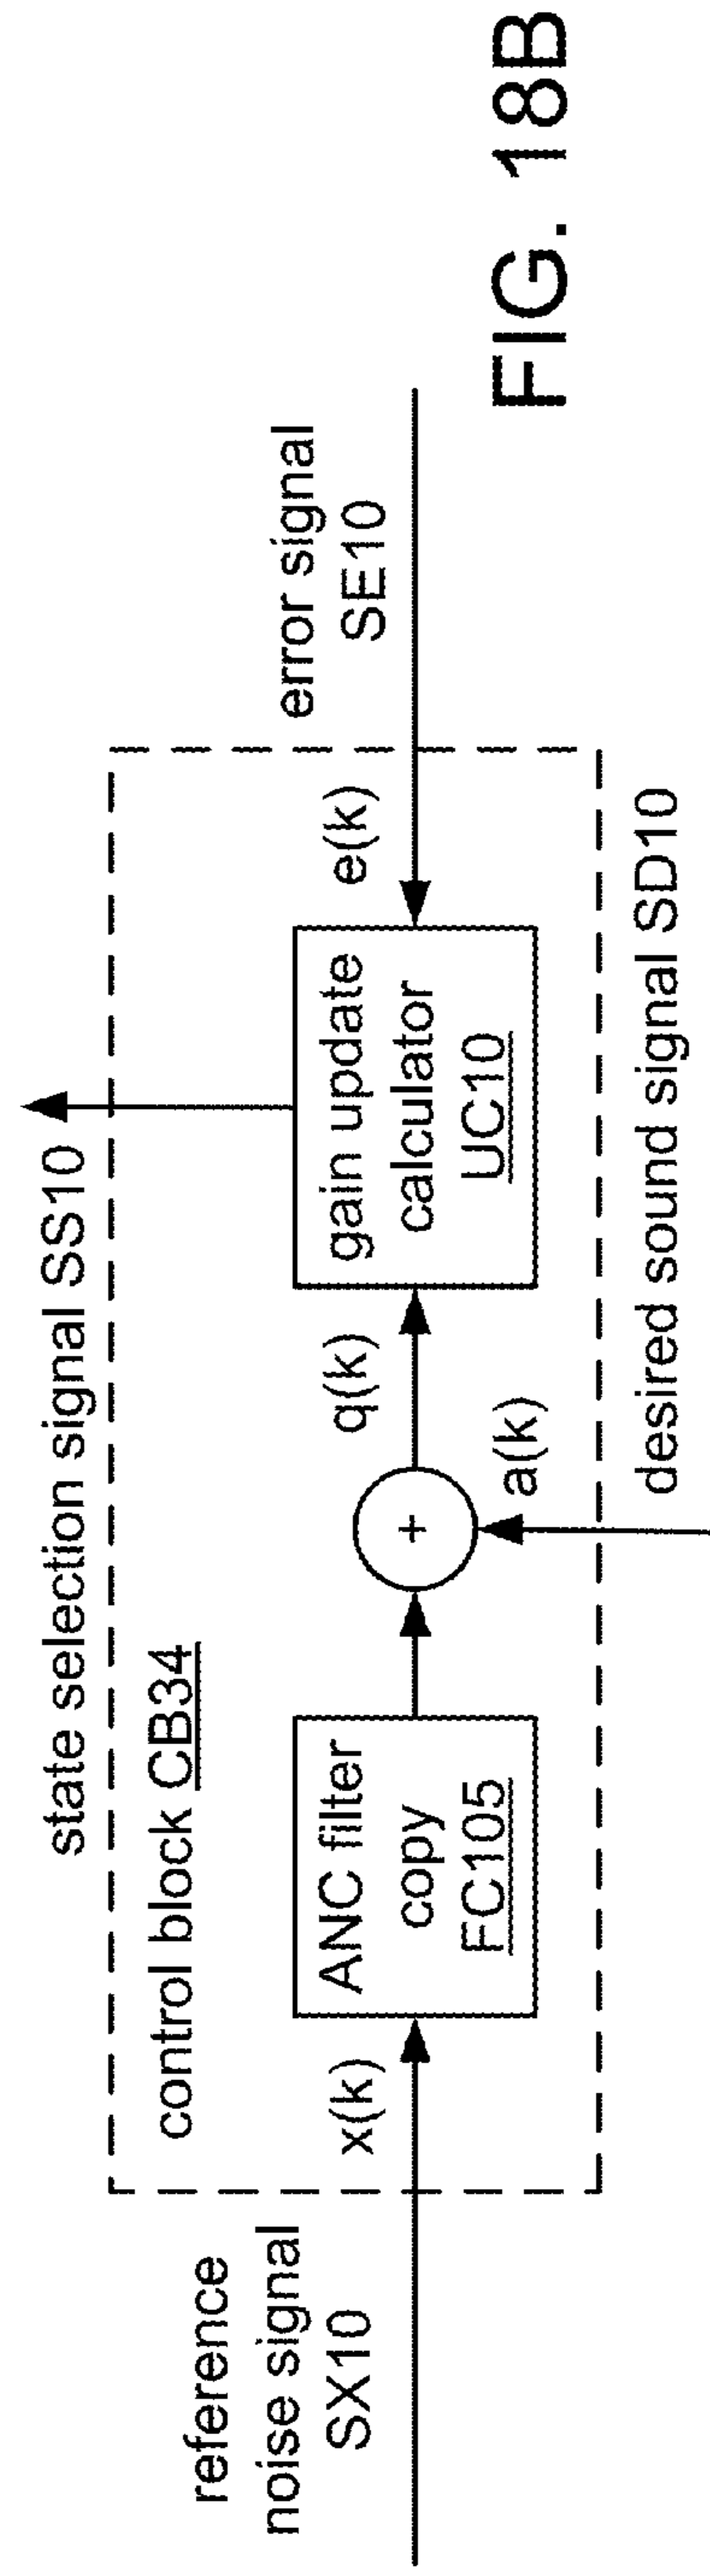 state selection signal SS10
control block CB34
reference
noise signal
SX10
x(k)
ANC filter
copy
FC105
q(k)
a(k)
gain update
calculator
UC10
e(k)
error signal
SE10
desired sound signal SD10
+
FIG. 18B